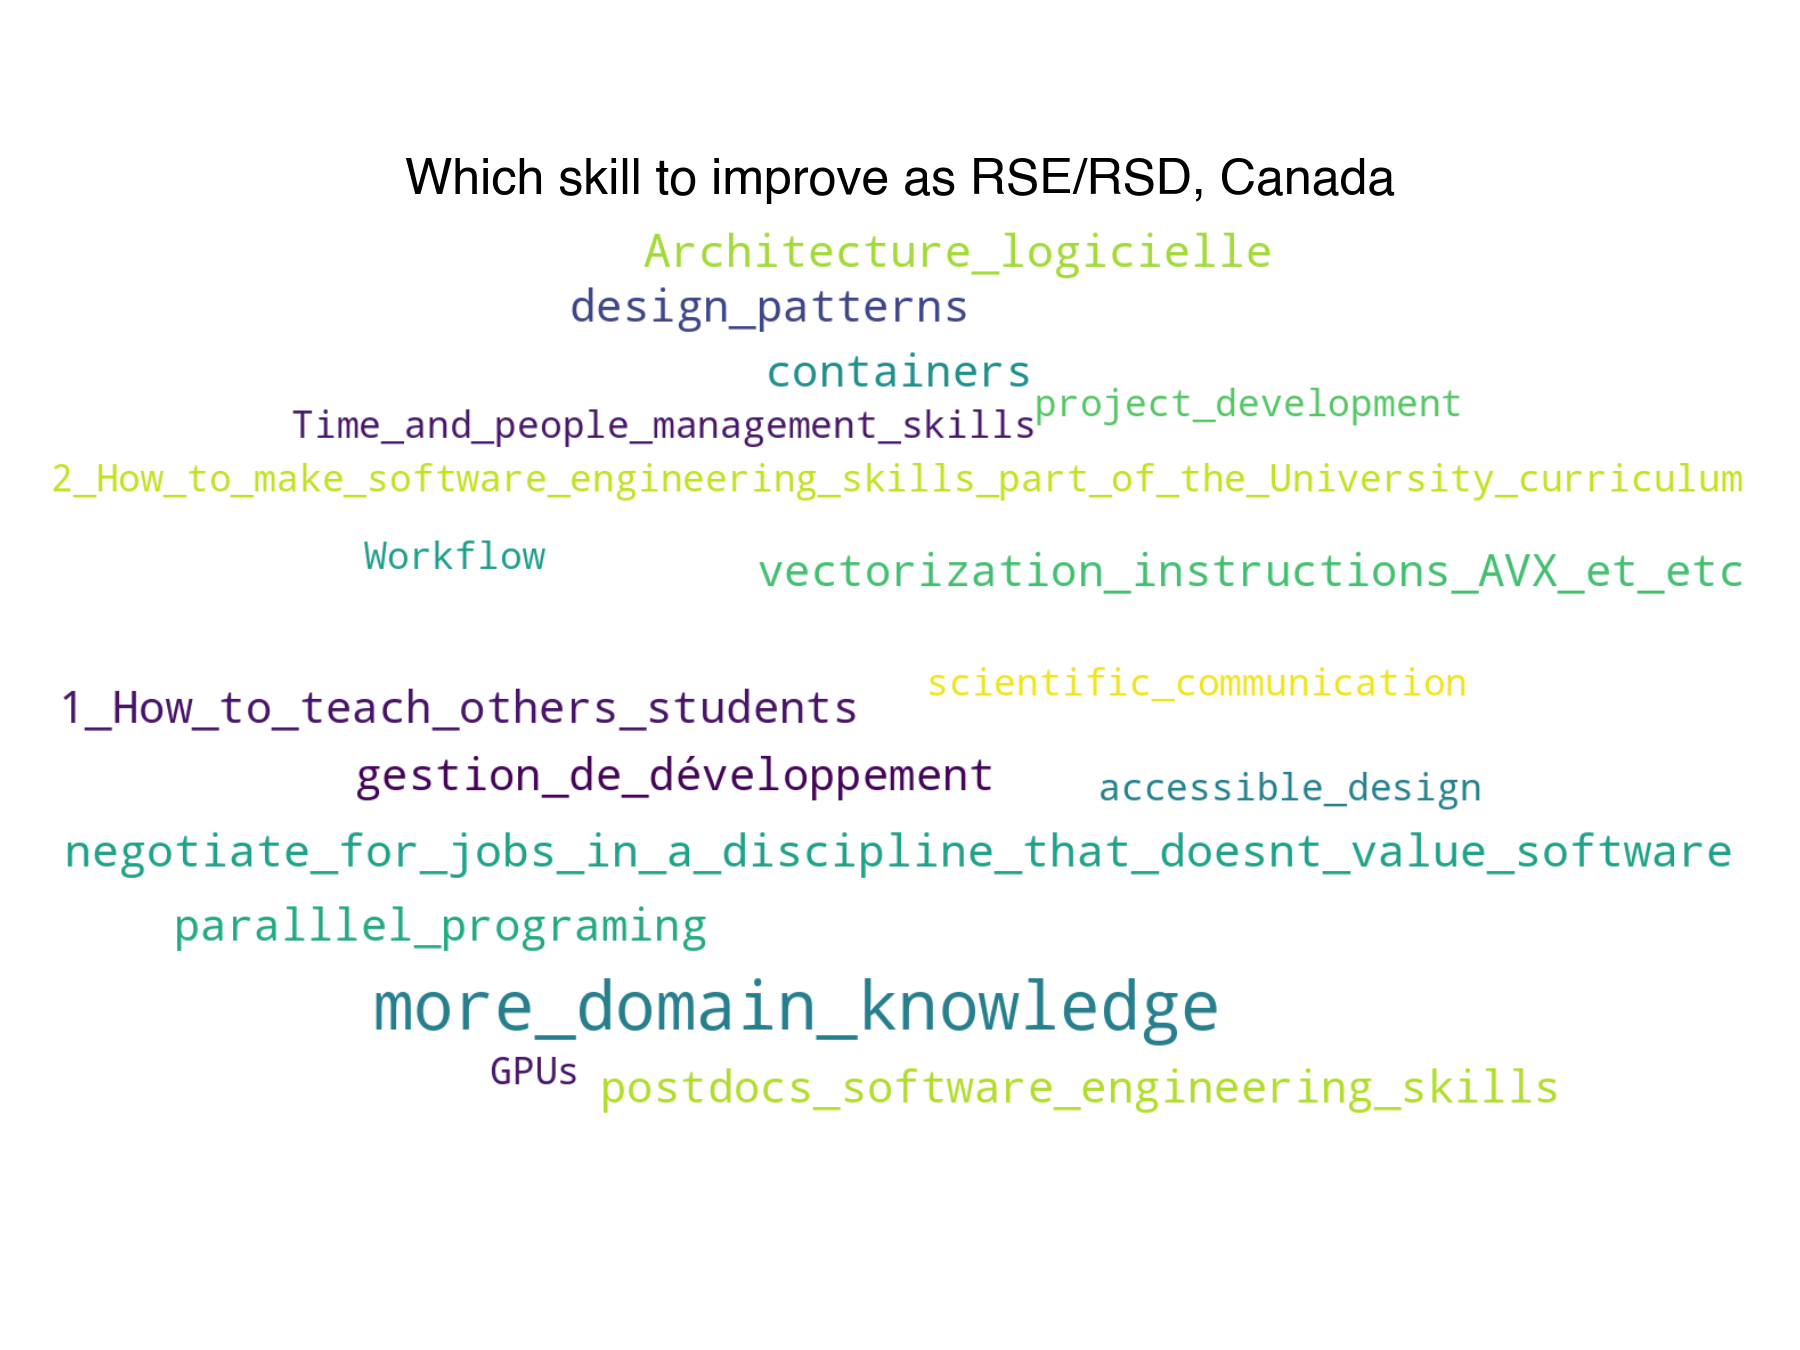 Which skill to improve as RSE/RSD, Canada
Architecture_logicielle
design_patterns
containers
project_development
Time_and_people_management_skills
2_How_to_make_software_engineering_skills_part_of_the_University_curriculum
Workflow
vectorization_instructions_AVX_et_etc
scientific_communication
1_How_to_teach_others_students
gestion_de_développement
accessible_design
negotiate_for_jobs_in_a_discipline_that_doesnt_value_software
paralllel_programing
more_domain_knowledge
GPUs
postdocs_software_engineering_skills